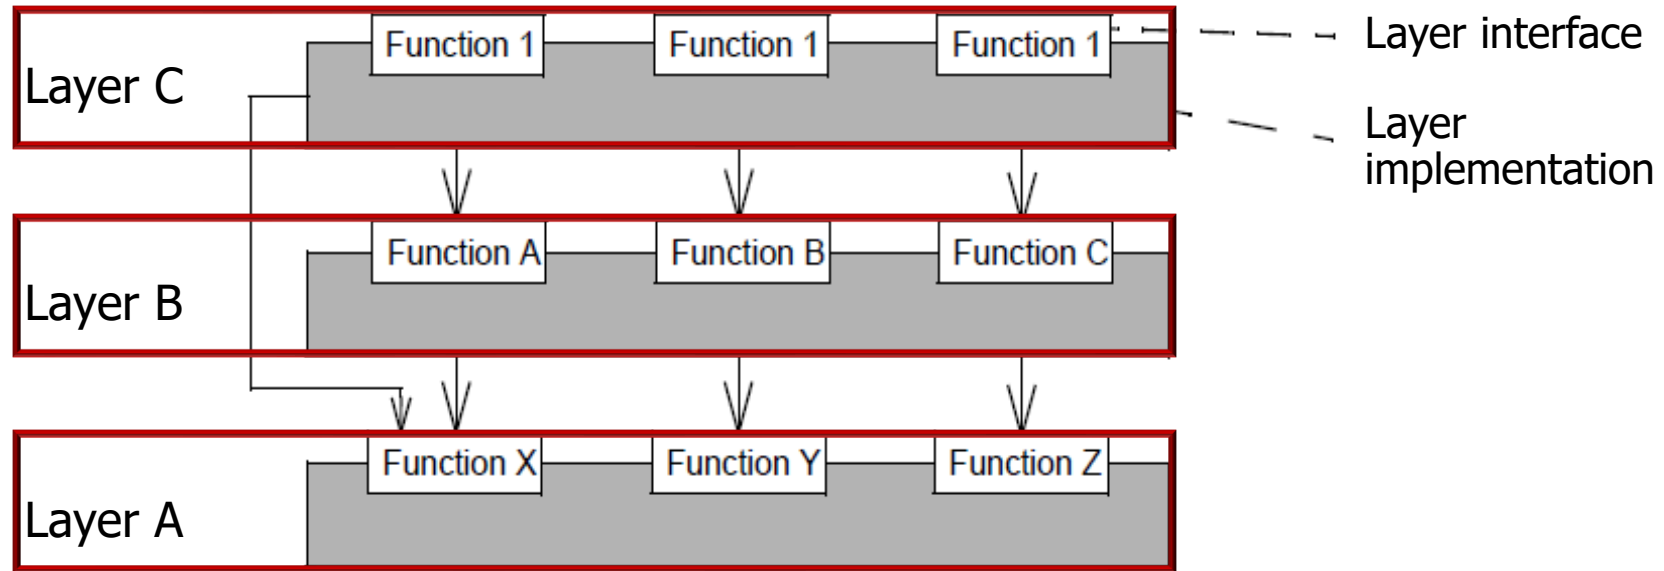 Function 1 Function 1 Function 1 Layer interface
Layer C
Layer
implementation
Function A Function B Function C
Layer B
Function X Function Y Function Z
Layer A